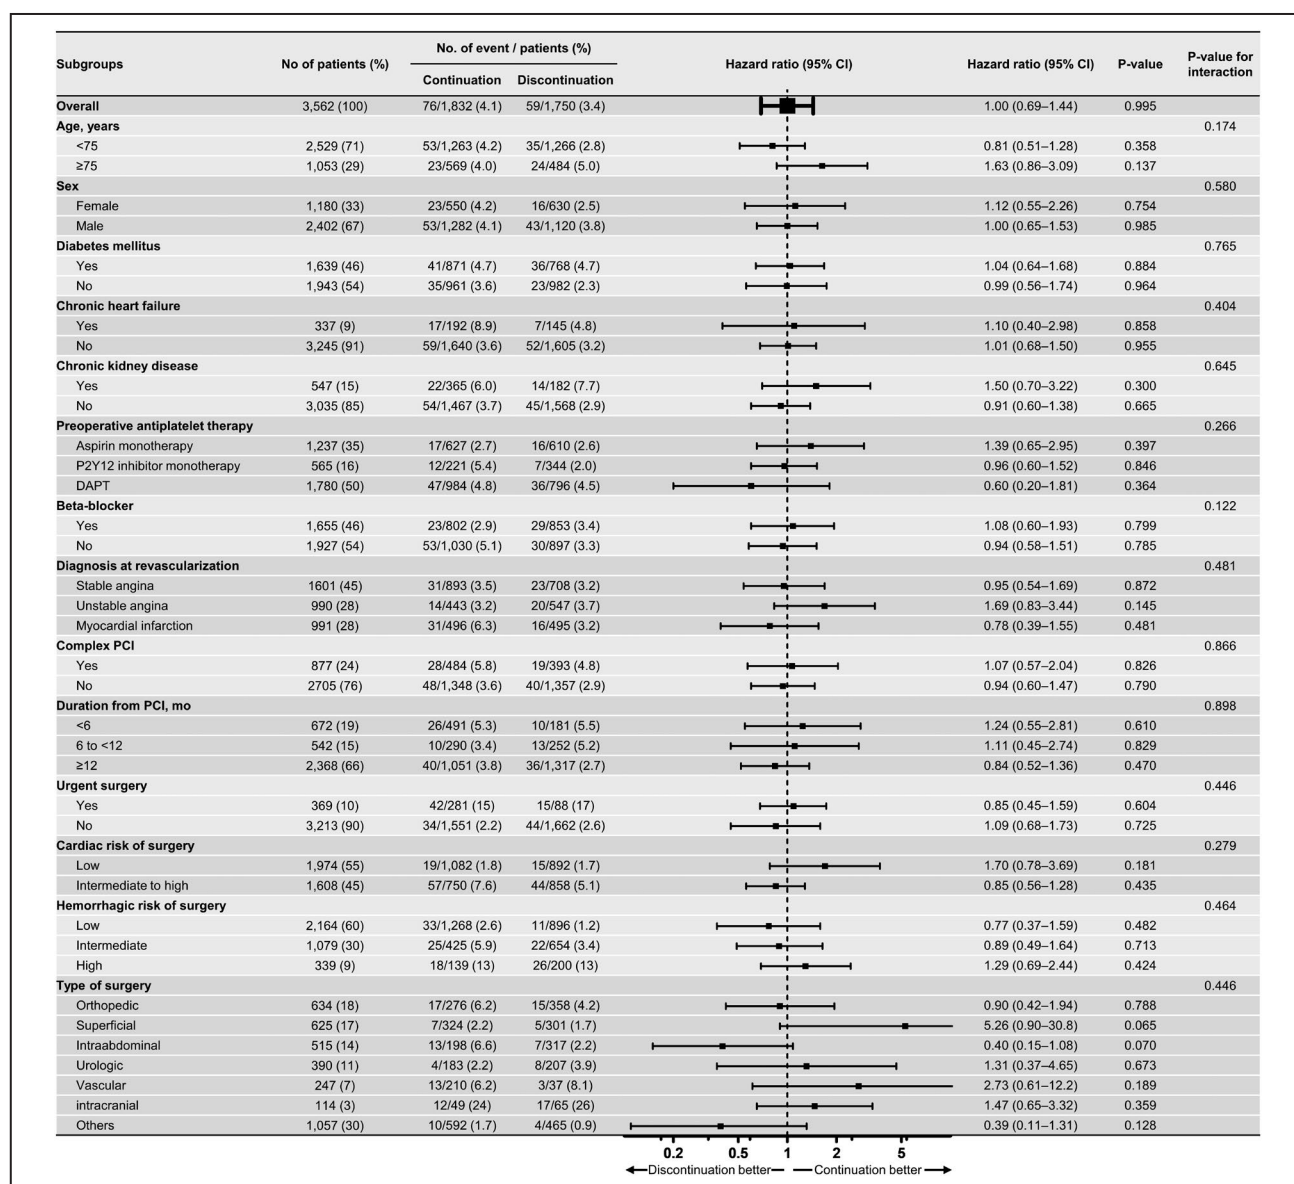 No. of event / patients (%)
Subgroups No of patients (%) Hazard ratio (95% CI) Hazard ratio (95% CI) P-value P-value for interaction
Continuation Discontinuation
Overall 3,562 (100) 76/1,832 (4.1) 59/1,750 (3.4) 1.00 (0.69–1.44) 0.995
Age, years 0.174
<75 2,529 (71) 53/1,263 (4.2) 35/1,266 (2.8) 0.81 (0.51–1.28) 0.358
≥75 1,053 (29) 23/569 (4.0) 24/484 (5.0) 1.63 (0.86–3.09) 0.137
Sex 0.580
Female 1,180 (33) 23/550 (4.2) 16/630 (2.5) 1.12 (0.55–2.26) 0.754
Male 2,402 (67) 53/1,282 (4.1) 43/1,120 (3.8) 1.00 (0.65–1.53) 0.985
Diabetes mellitus 0.765
Yes 1,639 (46) 41/871 (4.7) 36/768 (4.7) 1.04 (0.64–1.68) 0.884
No 1,943 (54) 35/961 (3.6) 23/982 (2.3) 0.99 (0.56–1.74) 0.964
Chronic heart failure 0.404
Yes 337 (9) 17/192 (8.9) 7/145 (4.8) 1.10 (0.40–2.98) 0.858
No 3,245 (91) 59/1,640 (3.6) 52/1,605 (3.2) 1.01 (0.68–1.50) 0.955
Chronic kidney disease 0.645
Yes 547 (15) 22/365 (6.0) 14/182 (7.7) 1.50 (0.70–3.22) 0.300
No 3,035 (85) 54/1,467 (3.7) 45/1,568 (2.9) 0.91 (0.60–1.38) 0.665
Preoperative antiplatelet therapy 0.266
Aspirin monotherapy 1,237 (35) 17/627 (2.7) 16/610 (2.6) 1.39 (0.65–2.95) 0.397
P2Y12 inhibitor monotherapy 565 (16) 12/221 (5.4) 7/344 (2.0) 0.96 (0.60–1.52) 0.846
DAPT 1,780 (50) 47/984 (4.8) 36/796 (4.5) 0.60 (0.20–1.81) 0.364
Beta-blocker 0.122
Yes 1,655 (46) 23/802 (2.9) 29/853 (3.4) 1.08 (0.60–1.93) 0.799
No 1,927 (54) 53/1,030 (5.1) 30/897 (3.3) 0.94 (0.58–1.51) 0.785
Diagnosis at revascularization 0.481
Stable angina 1601 (45) 31/893 (3.5) 23/708 (3.2) 0.95 (0.54–1.69) 0.872
Unstable angina 990 (28) 14/443 (3.2) 20/547 (3.7) 1.69 (0.83–3.44) 0.145
Myocardial infarction 991 (28) 31/496 (6.3) 16/495 (3.2) 0.78 (0.39–1.55) 0.481
Complex PCI 0.866
Yes 877 (24) 28/484 (5.8) 19/393 (4.8) 1.07 (0.57–2.04) 0.826
No 2705 (76) 48/1,348 (3.6) 40/1,357 (2.9) 0.94 (0.60–1.47) 0.790
Duration from PCI, mo 0.898
<6 672 (19) 26/491 (5.3) 10/181 (5.5) 1.24 (0.55–2.81) 0.610
6 to <12 542 (15) 10/290 (3.4) 13/252 (5.2) 1.11 (0.45–2.74) 0.829
≥12 2,368 (66) 40/1,051 (3.8) 36/1,317 (2.7) 0.84 (0.52–1.36) 0.470
Urgent surgery 0.446
Yes 369 (10) 42/281 (15) 15/88 (17) 0.85 (0.45–1.59) 0.604
No 3,213 (90) 34/1,551 (2.2) 44/1,662 (2.6) 1.09 (0.68–1.73) 0.725
Cardiac risk of surgery 0.279
Low 1,974 (55) 19/1,082 (1.8) 15/892 (1.7) 1.70 (0.78–3.69) 0.181
Intermediate to high 1,608 (45) 57/750 (7.6) 44/858 (5.1) 0.85 (0.56–1.28) 0.435
Hemorrhagic risk of surgery 0.464
Low 2,164 (60) 33/1,268 (2.6) 11/896 (1.2) 0.77 (0.37–1.59) 0.482
Intermediate 1,079 (30) 25/425 (5.9) 22/654 (3.4) 0.89 (0.49–1.64) 0.713
High 339 (9) 18/139 (13) 26/200 (13) 1.29 (0.69–2.44) 0.424
Type of surgery 0.446
Orthopedic 634 (18) 17/276 (6.2) 15/358 (4.2) 0.90 (0.42–1.94) 0.788
Superficial 625 (17) 7/324 (2.2) 5/301 (1.7) 5.26 (0.90–30.8) 0.065
Intraabdominal 515 (14) 13/198 (6.6) 7/317 (2.2) 0.40 (0.15–1.08) 0.070
Urologic 390 (11) 4/183 (2.2) 8/207 (3.9) 1.31 (0.37–4.65) 0.673
Vascular 247 (7) 13/210 (6.2) 3/37 (8.1) 2.73 (0.61–12.2) 0.189
intracranial 114 (3) 12/49 (24) 17/65 (26) 1.47 (0.65–3.32) 0.359
Others 1,057 (30) 10/592 (1.7) 4/465 (0.9) 0.39 (0.11–1.31) 0.128
0.2 0.5 1 2 5
Discontinuation better Continuation better